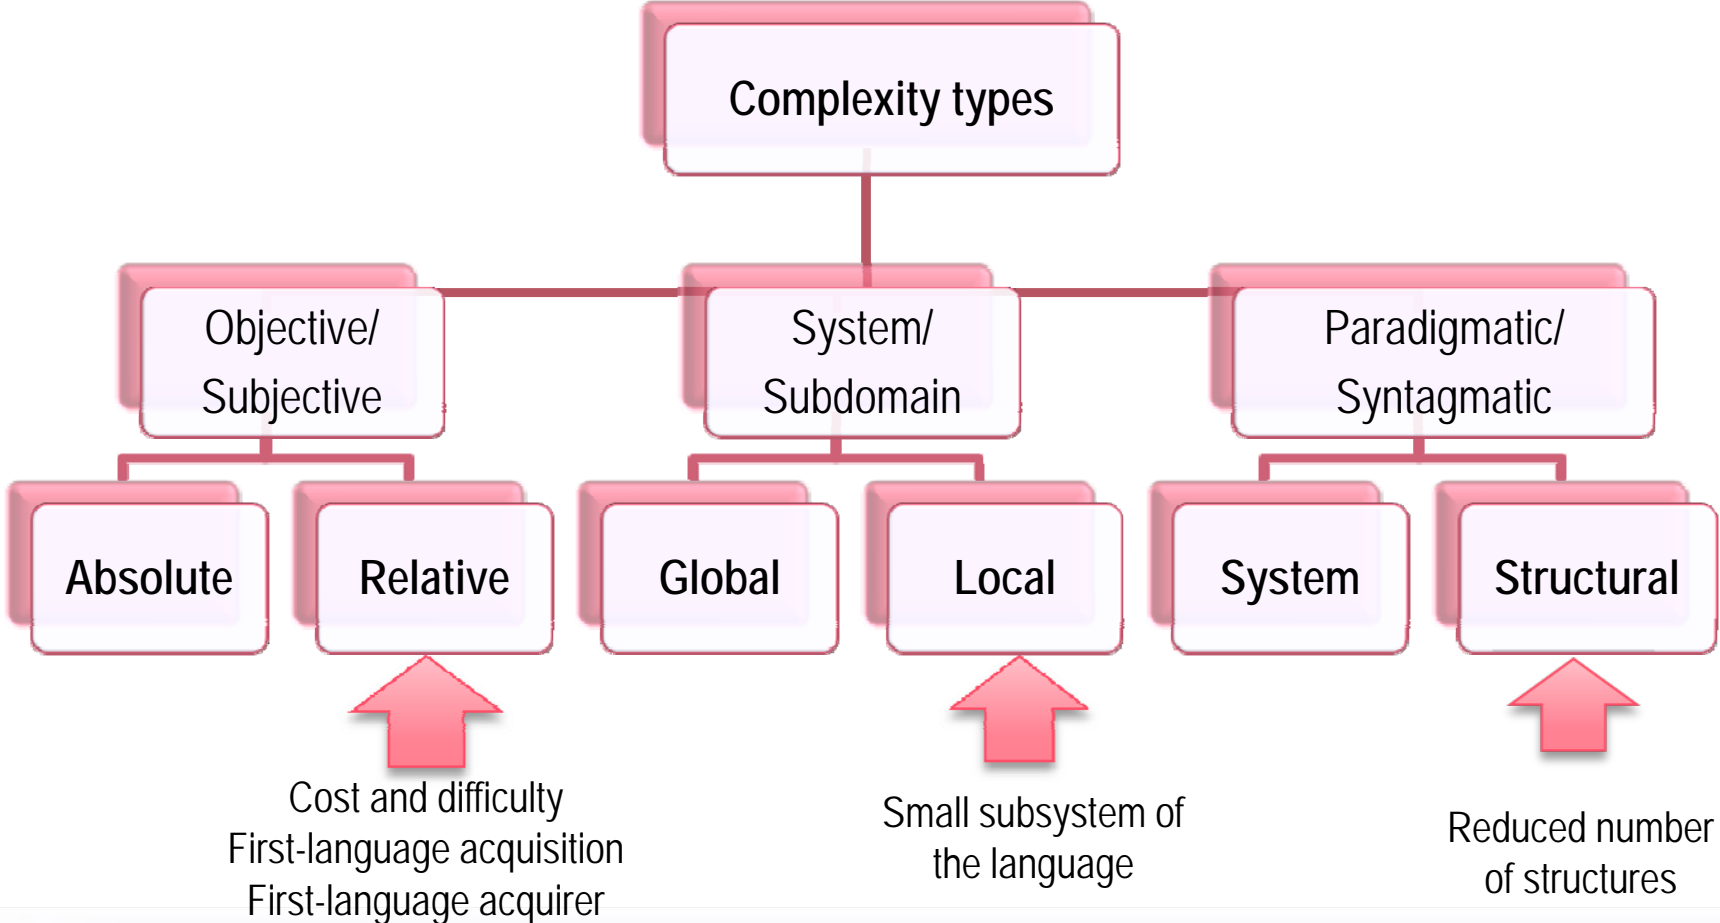 Complexity types
Objective/
Subjective
System/
Subdomain
Paradigmatic/
Syntagmatic
Absolute
Relative
Global
Local
System
Structural
Cost and difficulty
First-language acquisition
First-language acquirer
Small subsystem of
the language
Reduced number
of structures